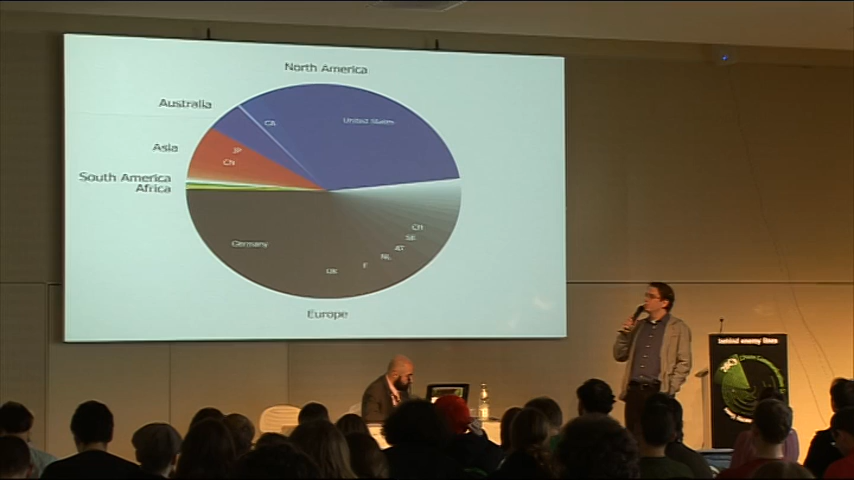 North America
Australia
CA
United States
Asia
JP
CN
South America
Africa
CH
SE
Germany
AT
NL
F
UK
Europe
behind enemy lines